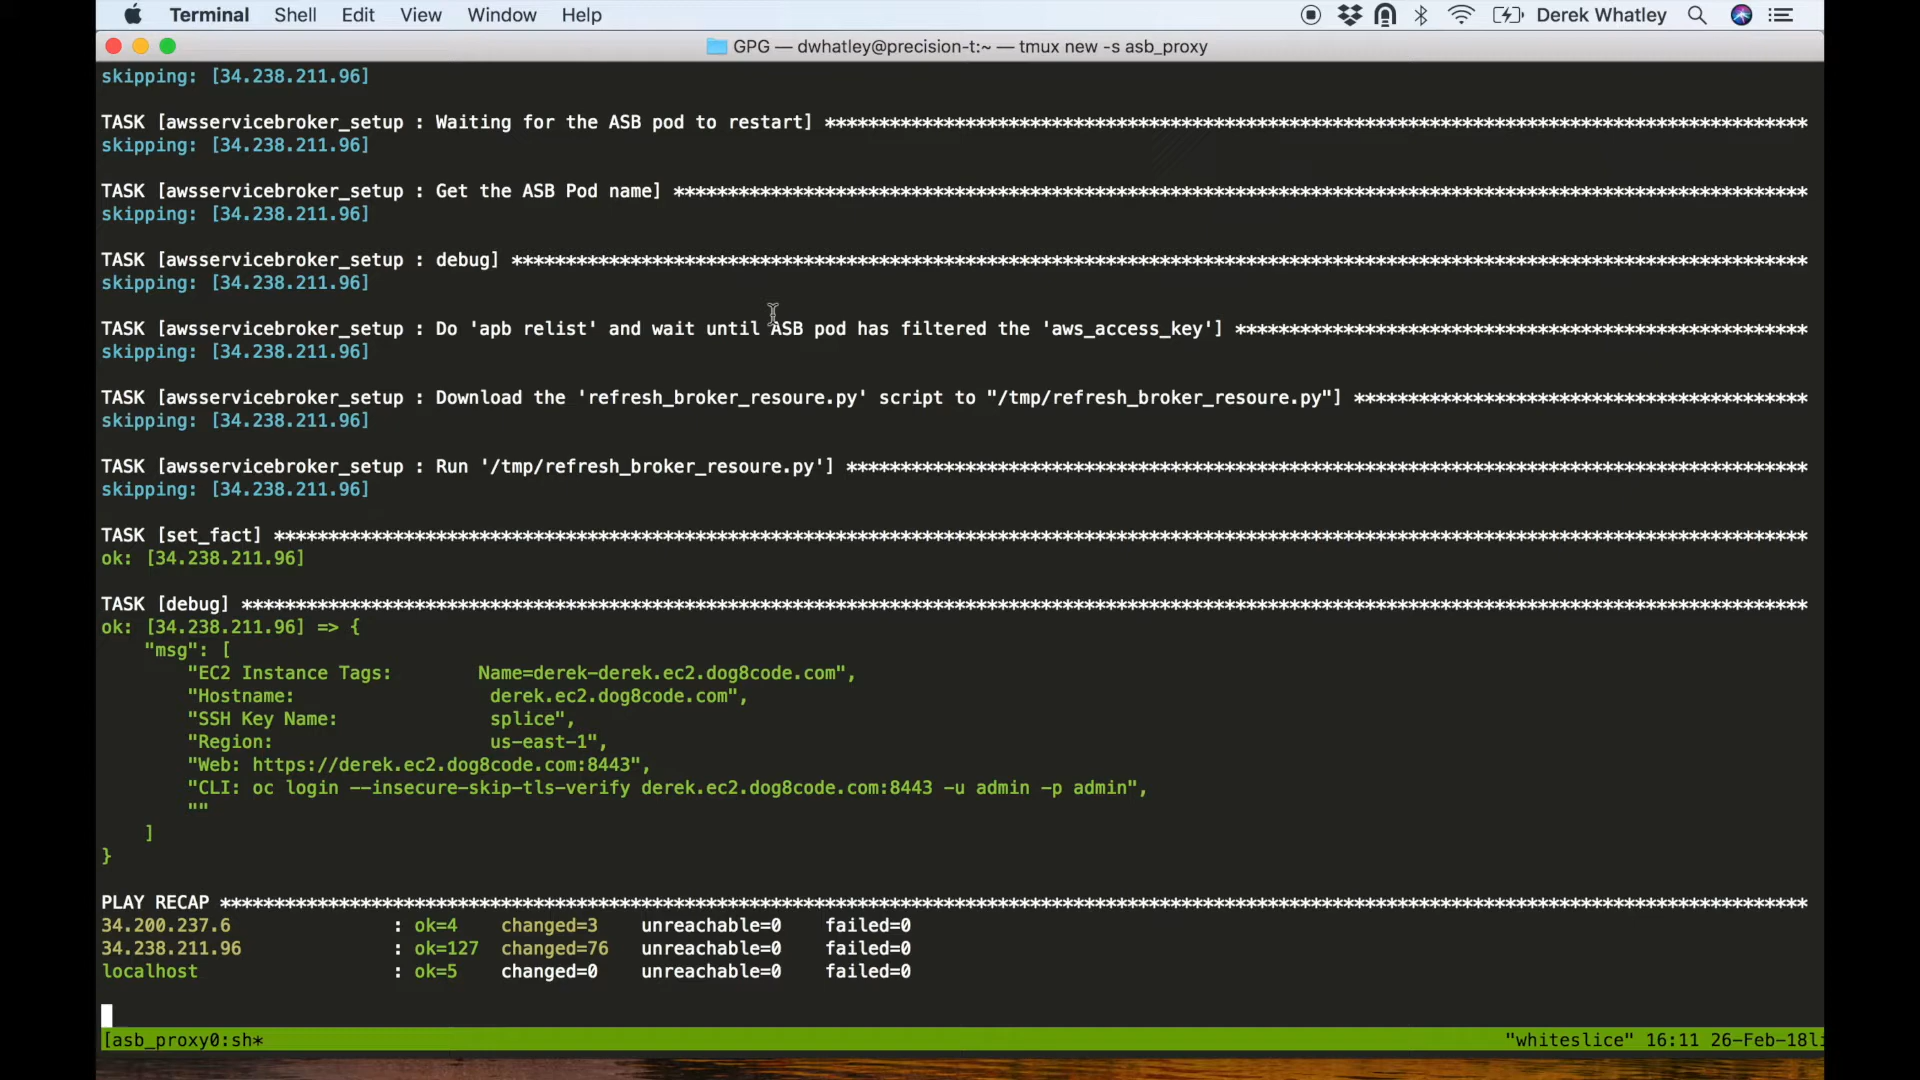 Terminal Shell Edit View Window Help Derek Whatley
GPG — dwhatley@precision-t:~ — tmux new -s asb_proxy
skipping: [34.238.211.96]
TASK [awsservicebroker_setup : Waiting for the ASB pod to restart] *************************************************************************************************
skipping: [34.238.211.96]
TASK [awsservicebroker_setup : Get the ASB Pod name] *************************************************************************************************
skipping: [34.238.211.96]
TASK [awsservicebroker_setup : debug] *************************************************************************************************
skipping: [34.238.211.96]
TASK [awsservicebroker_setup : Do 'apb relist' and wait until ASB pod has filtered the 'aws_access_key'] *****************************************************
skipping: [34.238.211.96]
TASK [awsservicebroker_setup : Download the 'refresh_broker_resoure.py' script to "/tmp/refresh_broker_resoure.py"] ******************************************
skipping: [34.238.211.96]
TASK [awsservicebroker_setup : Run '/tmp/refresh_broker_resoure.py'] *****************************************************************************************
skipping: [34.238.211.96]
TASK [set_fact] **********************************************************************************************************************************************
ok: [34.238.211.96]
TASK [debug] *************************************************************************************************************************************************
ok: [34.238.211.96] => {
"msg": [
"EC2 Instance Tags: Name=derek-derek.ec2.dog8code.com",
"Hostname: derek.ec2.dog8code.com",
"SSH Key Name: splice",
"Region: us-east-1",
"Web: https://derek.ec2.dog8code.com:8443",
"CLI: oc login --insecure-skip-tls-verify derek.ec2.dog8code.com:8443 -u admin -p admin",
""
]
}
PLAY RECAP ***************************************************************************************************************************************************
34.200.237.6 : ok=4 changed=3 unreachable=0 failed=0
34.238.211.96 : ok=127 changed=76 unreachable=0 failed=0
localhost : ok=5 changed=0 unreachable=0 failed=0
[asb_proxy0:sh* "whiteslice" 16:11 26-Feb-18li